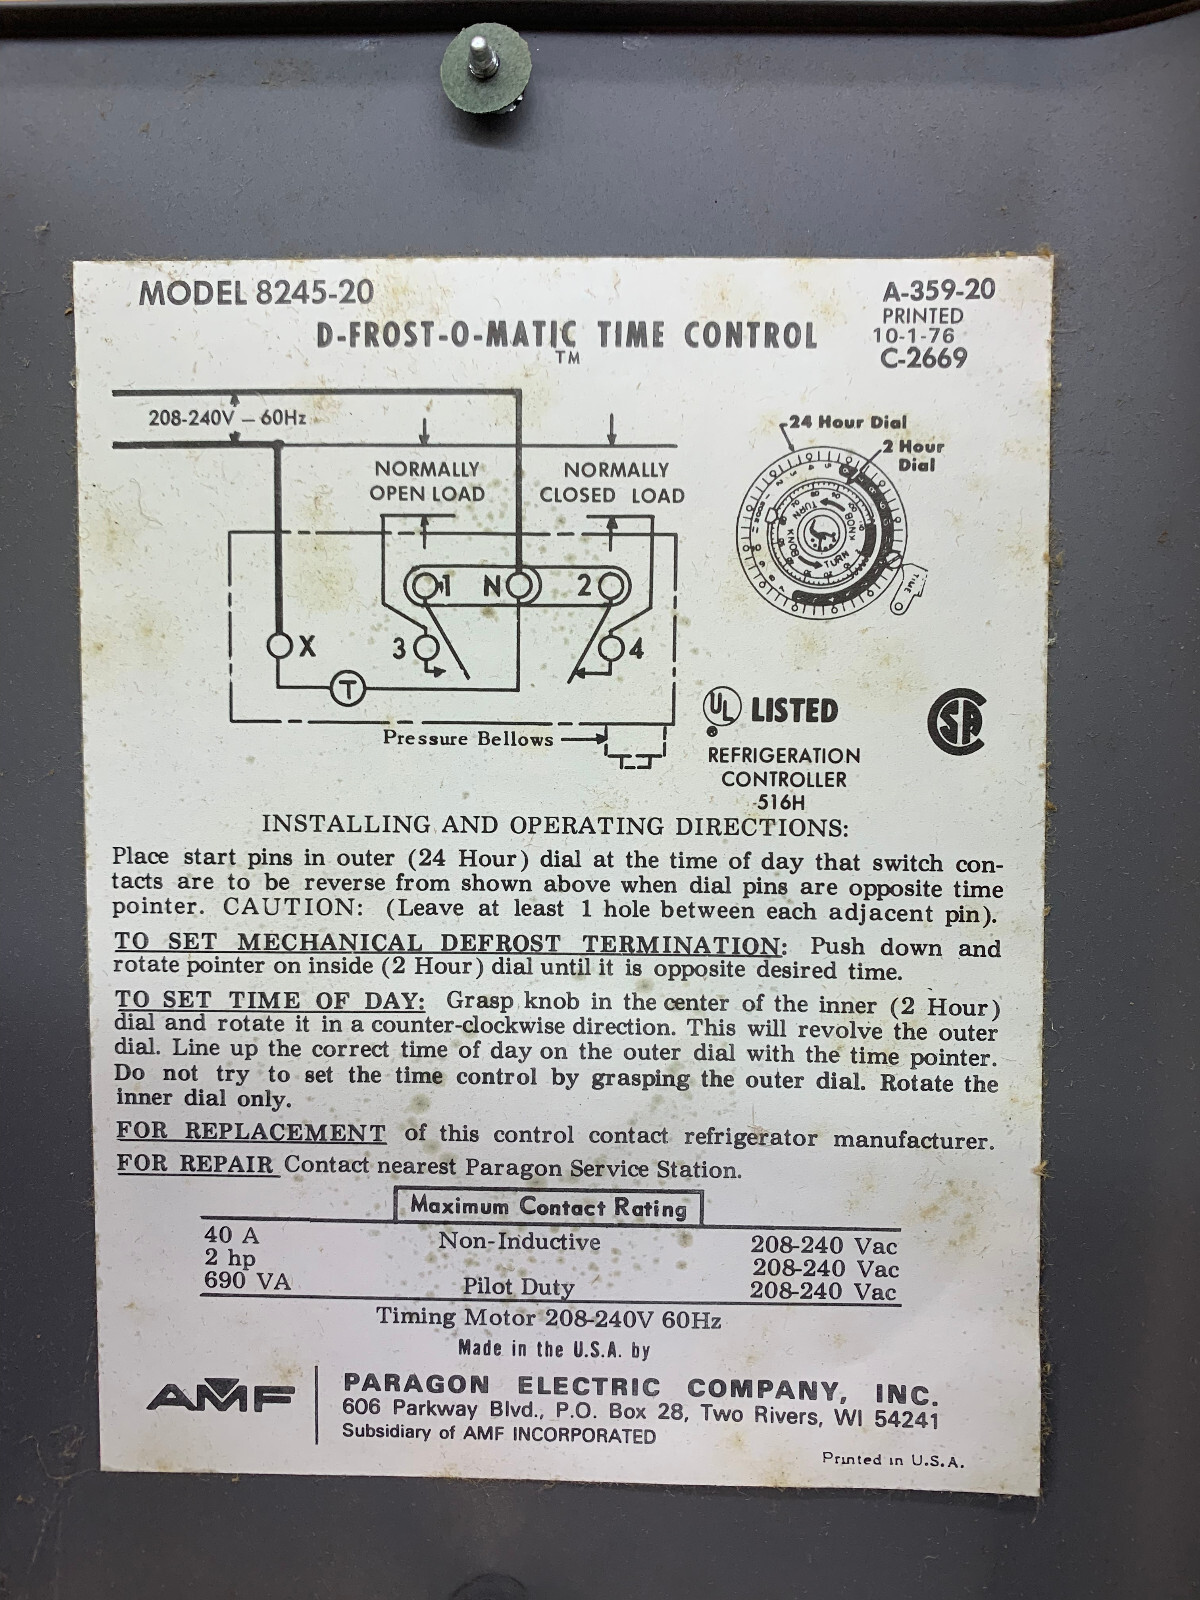 MODEL 8245-20
A-359-20
PRINTED
10-1-76
C-2669
D-FROST-O-MATIC TIME CONTROL
TM
208-240V — 60Hz
NORMALLY
OPEN LOAD
NORMALLY
CLOSED LOAD
24 Hour Dial
2 Hour
Dial
TURN
KNOB
KNOB
TURN
TIME
1 N 2
X 3 4
T
Pressure Bellows
UL LISTED
SA
REFRIGERATION
CONTROLLER
516H
INSTALLING AND OPERATING DIRECTIONS:
Place start pins in outer (24 Hour) dial at the time of day that switch con-
tacts are to be reverse from shown above when dial pins are opposite time
pointer. CAUTION: (Leave at least 1 hole between each adjacent pin).
TO SET MECHANICAL DEFROST TERMINATION: Push down and
rotate pointer on inside (2 Hour) dial until it is opposite desired time.
TO SET TIME OF DAY: Grasp knob in the center of the inner (2 Hour)
dial and rotate it in a counter-clockwise direction. This will revolve the outer
dial. Line up the correct time of day on the outer dial with the time pointer.
Do not try to set the time control by grasping the outer dial. Rotate the
inner dial only.
FOR REPLACEMENT of this control contact refrigerator manufacturer.
FOR REPAIR Contact nearest Paragon Service Station.
Maximum Contact Rating
40 A Non-Inductive 208-240 Vac
2 hp 208-240 Vac
690 VA Pilot Duty 208-240 Vac
Timing Motor 208-240V 60Hz
Made in the U.S.A. by
AMF
PARAGON ELECTRIC COMPANY, INC.
606 Parkway Blvd., P.O. Box 28, Two Rivers, WI 54241
Subsidiary of AMF INCORPORATED
Printed in U.S.A.